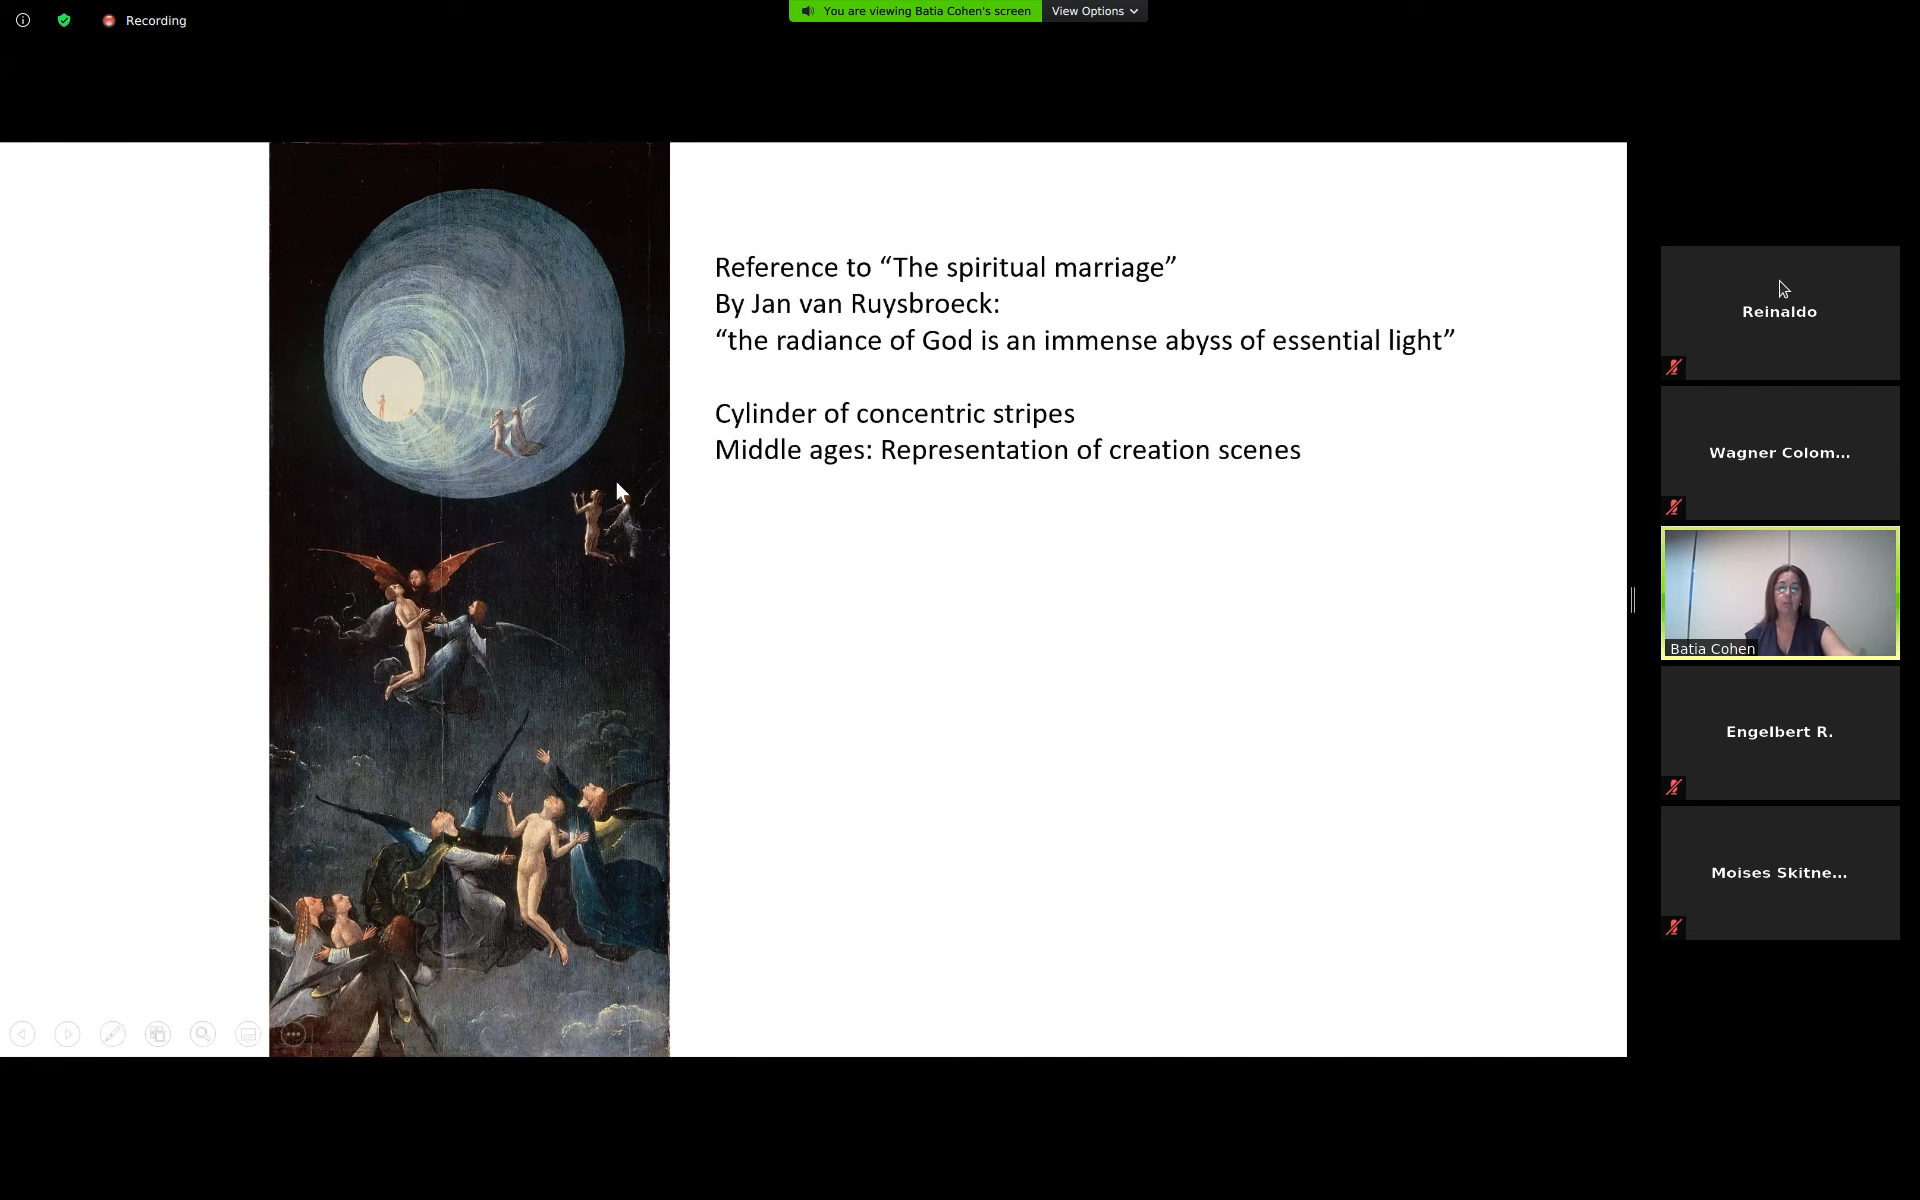 Recording
You are viewing Batia Cohen's screen
View Options
Reference to “The spiritual marriage”
By Jan van Ruysbroeck:
“the radiance of God is an immense abyss of essential light”
Cylinder of concentric stripes
Middle ages: Representation of creation scenes
Reinaldo
Wagner Colom...
Batia Cohen
Engelbert R.
Moises Skitne...